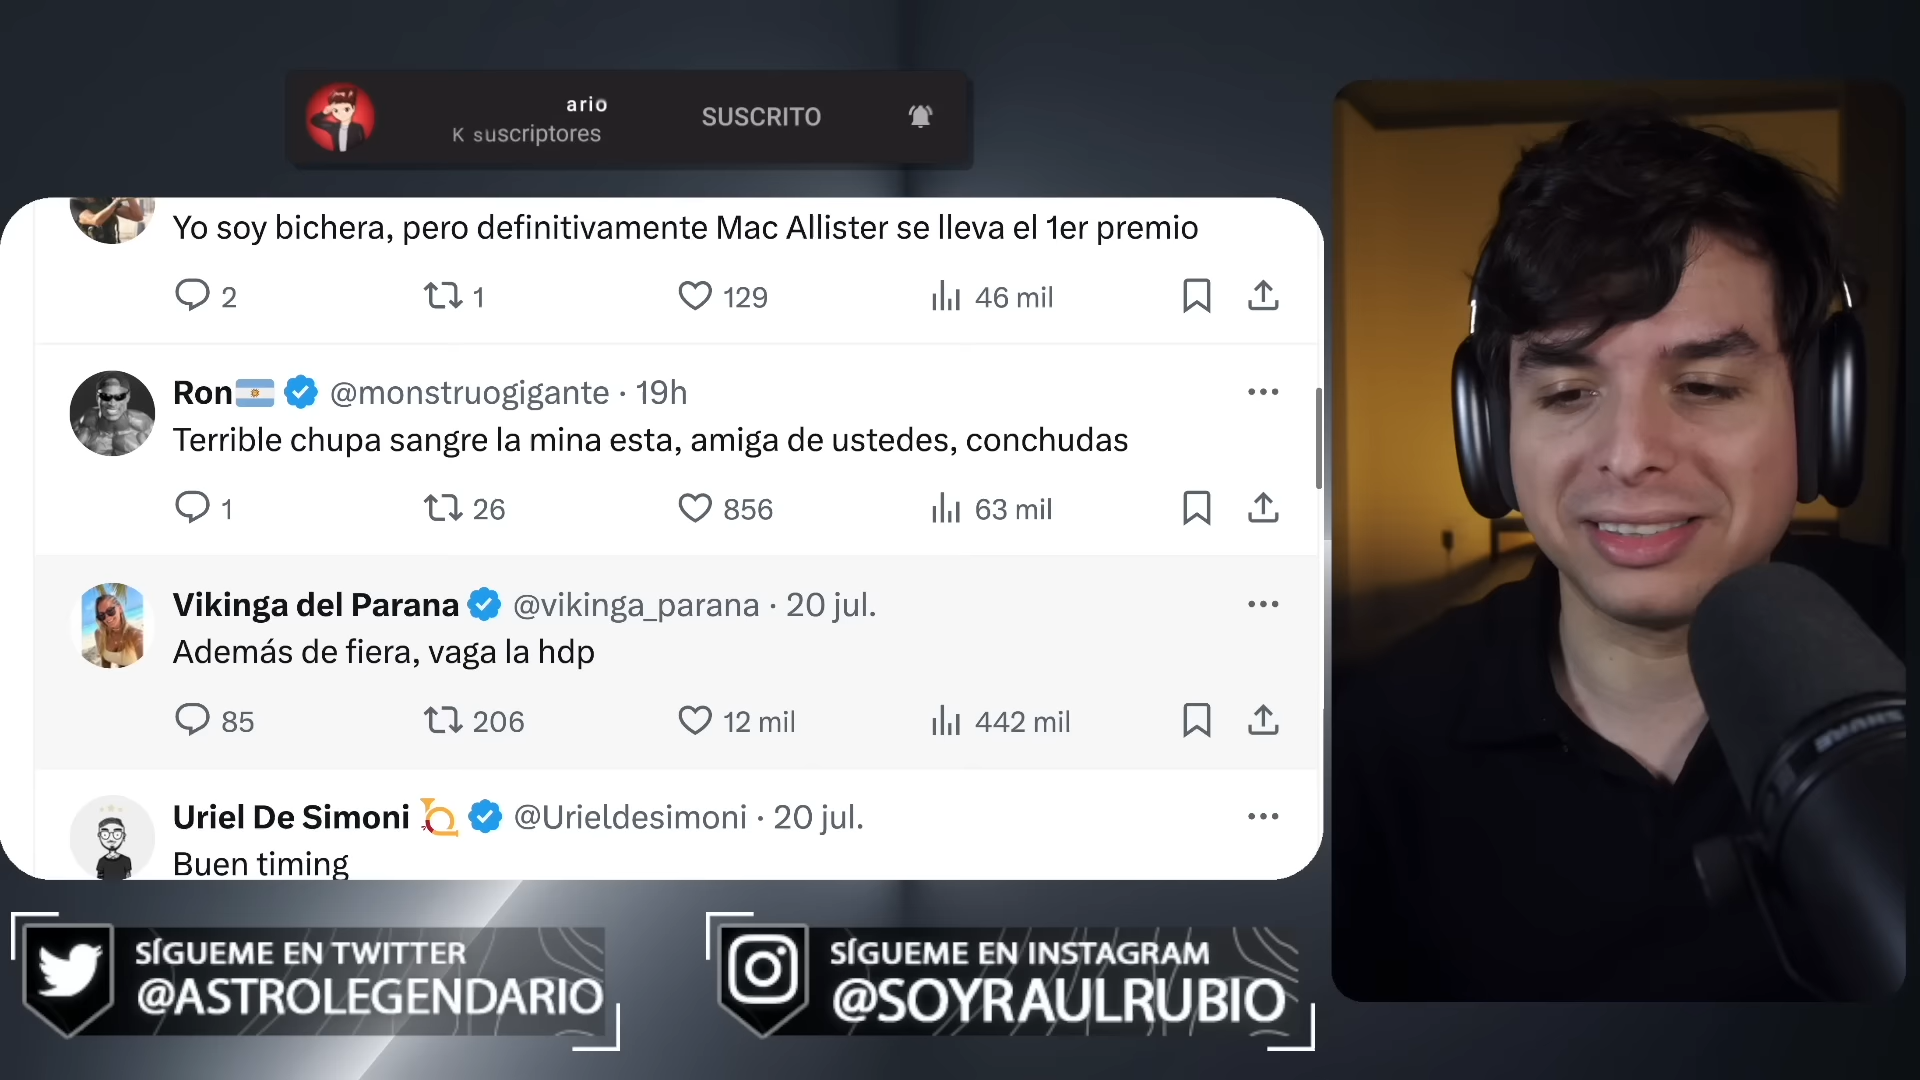 ario
K suscriptores
SUSCRITO
Yo soy bichera, pero definitivamente Mac Allister se lleva el 1er premio
2 1 129 46 mil
Ron @monstruogigante · 19h
Terrible chupa sangre la mina esta, amiga de ustedes, conchudas
1 26 856 63 mil
Vikinga del Parana @vikinga_parana · 20 jul.
Además de fiera, vaga la hdp
85 206 12 mil 442 mil
Uriel De Simoni @Urieldesimoni · 20 jul.
Buen timing
SÍGUEME EN TWITTER
@ASTROLEGENDARIO
SÍGUEME EN INSTAGRAM
@SOYRAULRUBIO